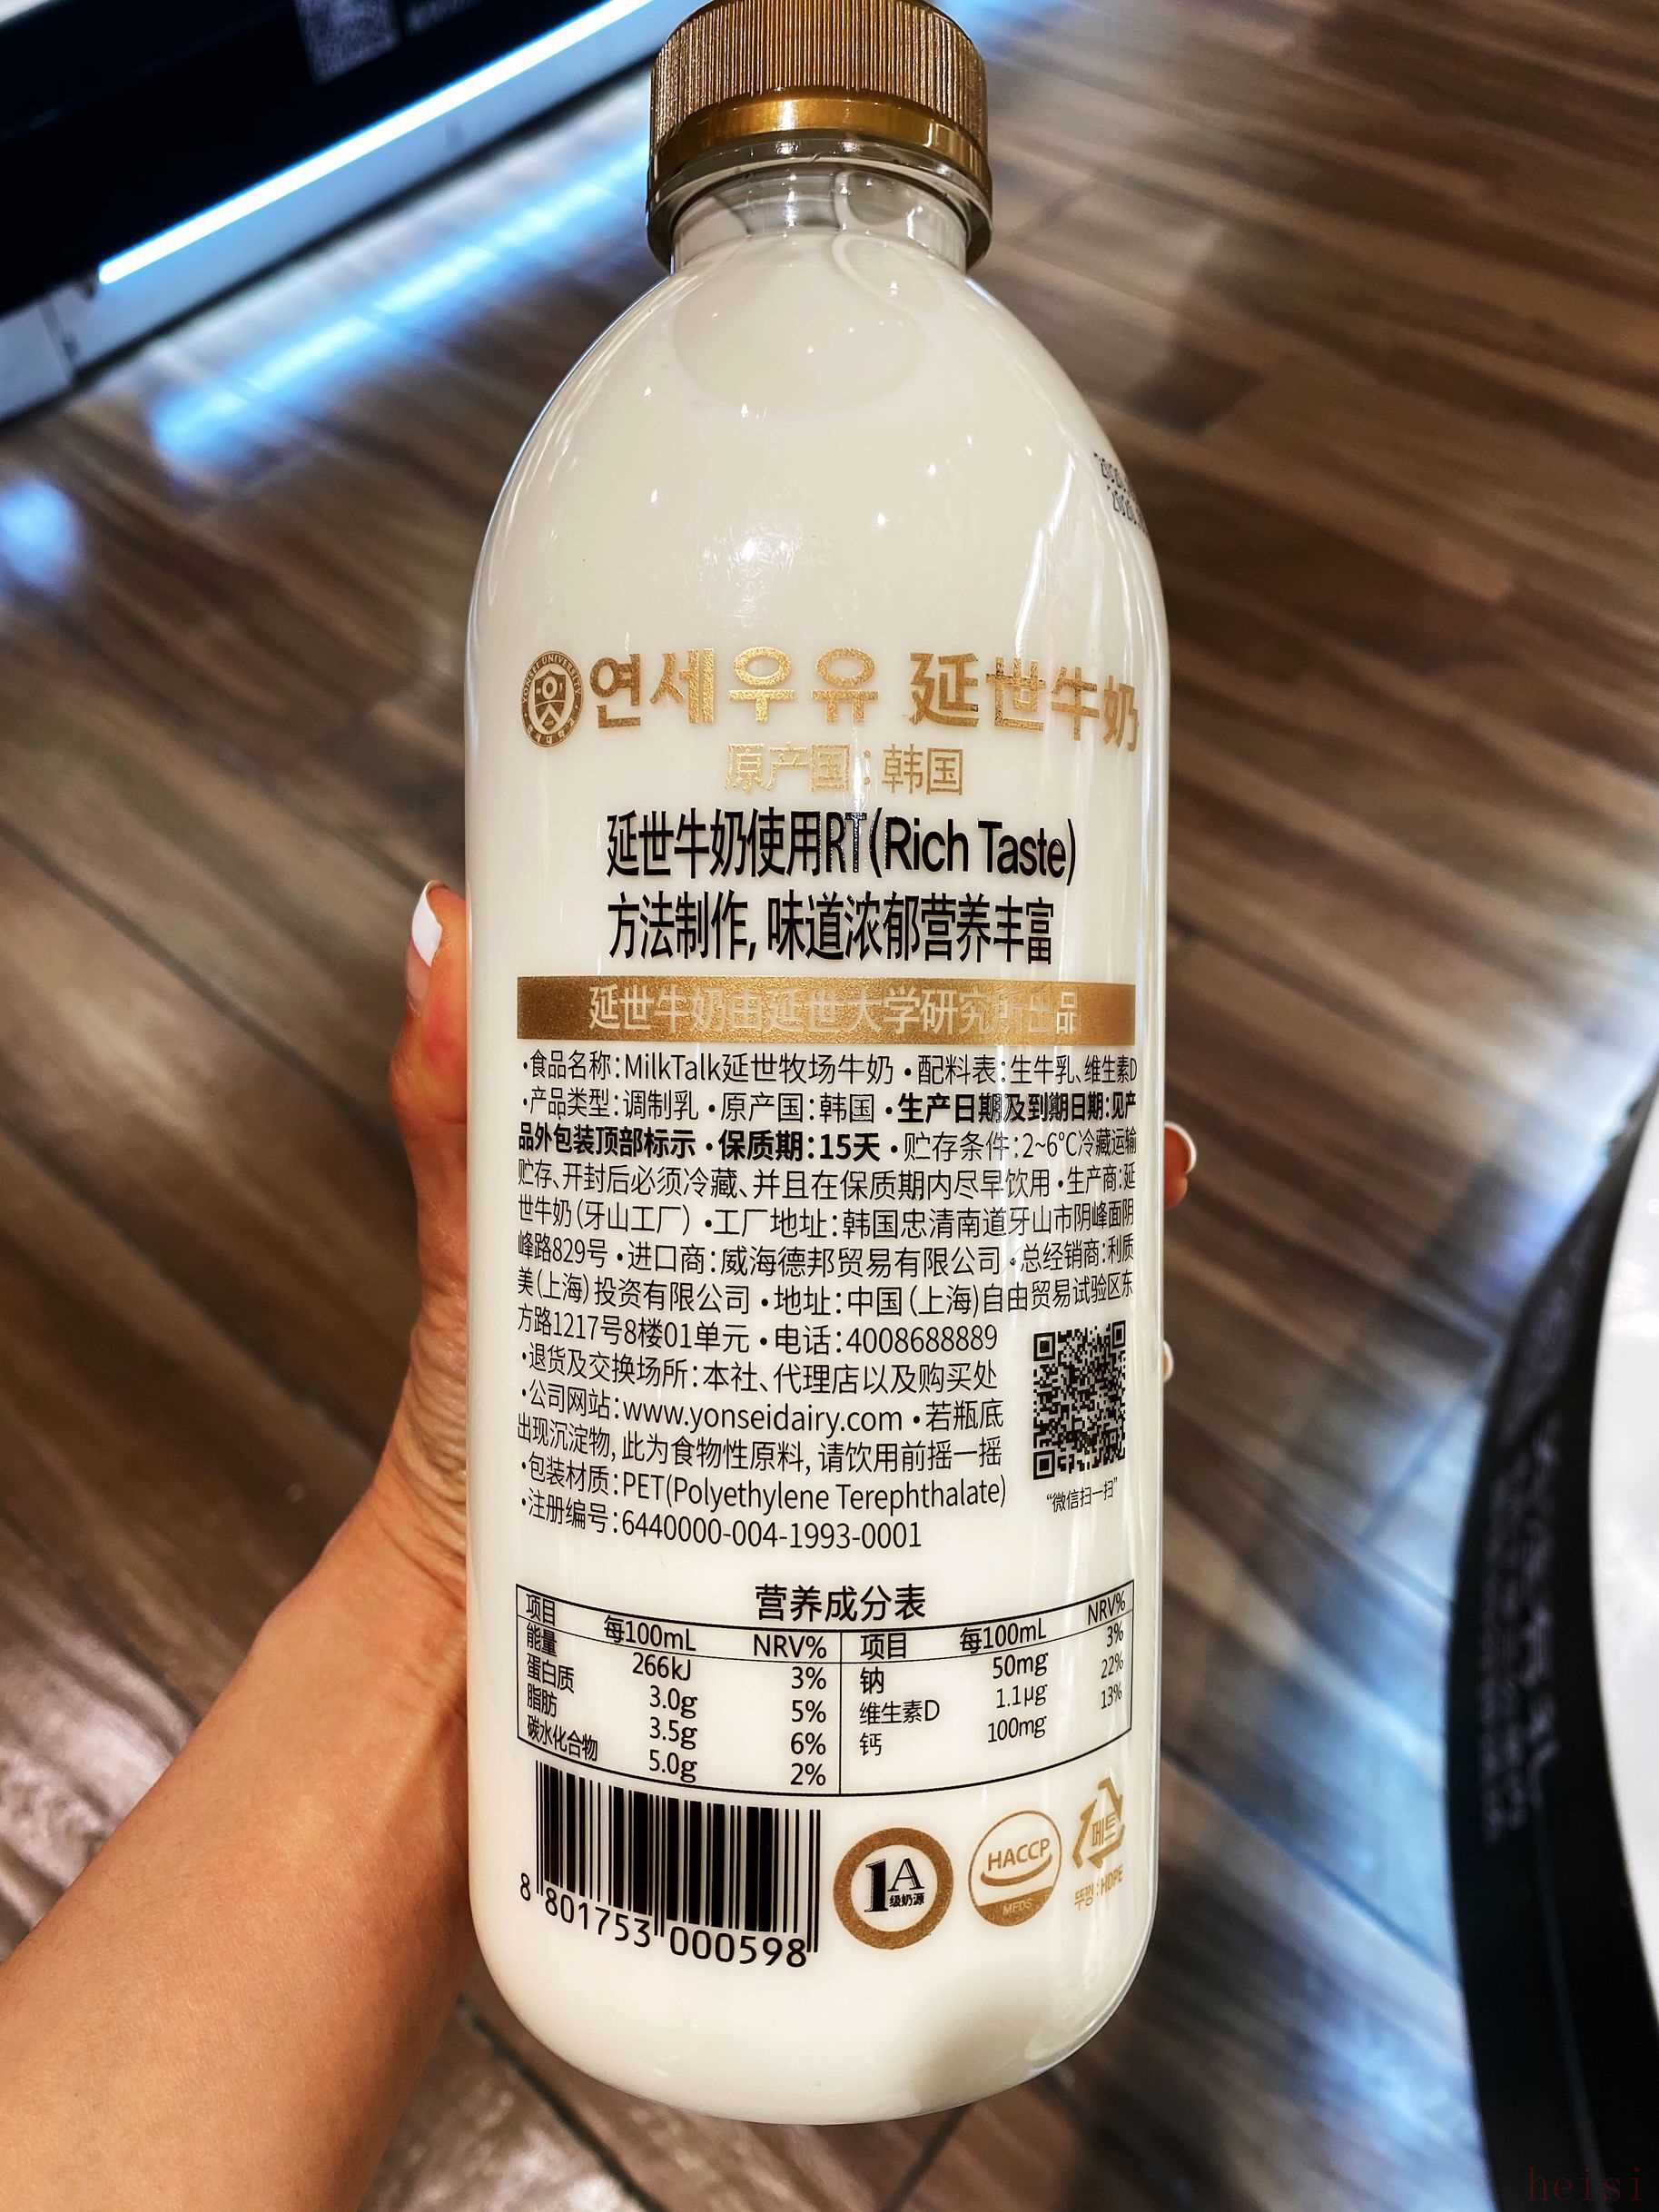 YONSEI UNIVERSITY
연세우유 延世牛奶
原产国:韩国
延世牛奶使用RT(Rich Taste)
方法制作,味道浓郁营养丰富
延世牛奶由延世大学研究所出品
·食品名称:MilkTalk延世牧场牛奶·配料表:生牛乳、维生素D
·产品类型:调制乳·原产国:韩国·生产日期及到期日期:见产
品外包装顶部标示·保质期:15天·贮存条件:2~6℃冷藏运输
贮存、开封后必须冷藏、并且在保质期内尽早饮用·生产商:延
世牛奶(牙山工厂)·工厂地址:韩国忠清南道牙山市阴峰面阴
峰路829号·进口商:威海德邦贸易有限公司·总经销商:利质
美(上海)投资有限公司·地址:中国(上海)自由贸易试验区东
方路1217号8楼01单元·电话:4008688889
·退货及交换场所:本社、代理店以及购买处
·公司网站:www.yonseidairy.com·若瓶底
出现沉淀物,此为食物性原料,请饮用前摇一摇
·包装材质:PET(Polyethylene Terephthalate)
·注册编号:6440000-004-1993-0001
“微信扫一扫”
营养成分表
项目 每100mL NRV% 项目 每100mL NRV%
能量 266kJ 3% 钠 50mg 3%
蛋白质 3.0g 5% 维生素D 1.1μg 22%
脂肪 3.5g 6% 钙 100mg 13%
碳水化合物 5.0g 2%
8 801753 000598
1A
级奶源
HACCP
MFDS
페트
뚜껑:HDPE
heisi